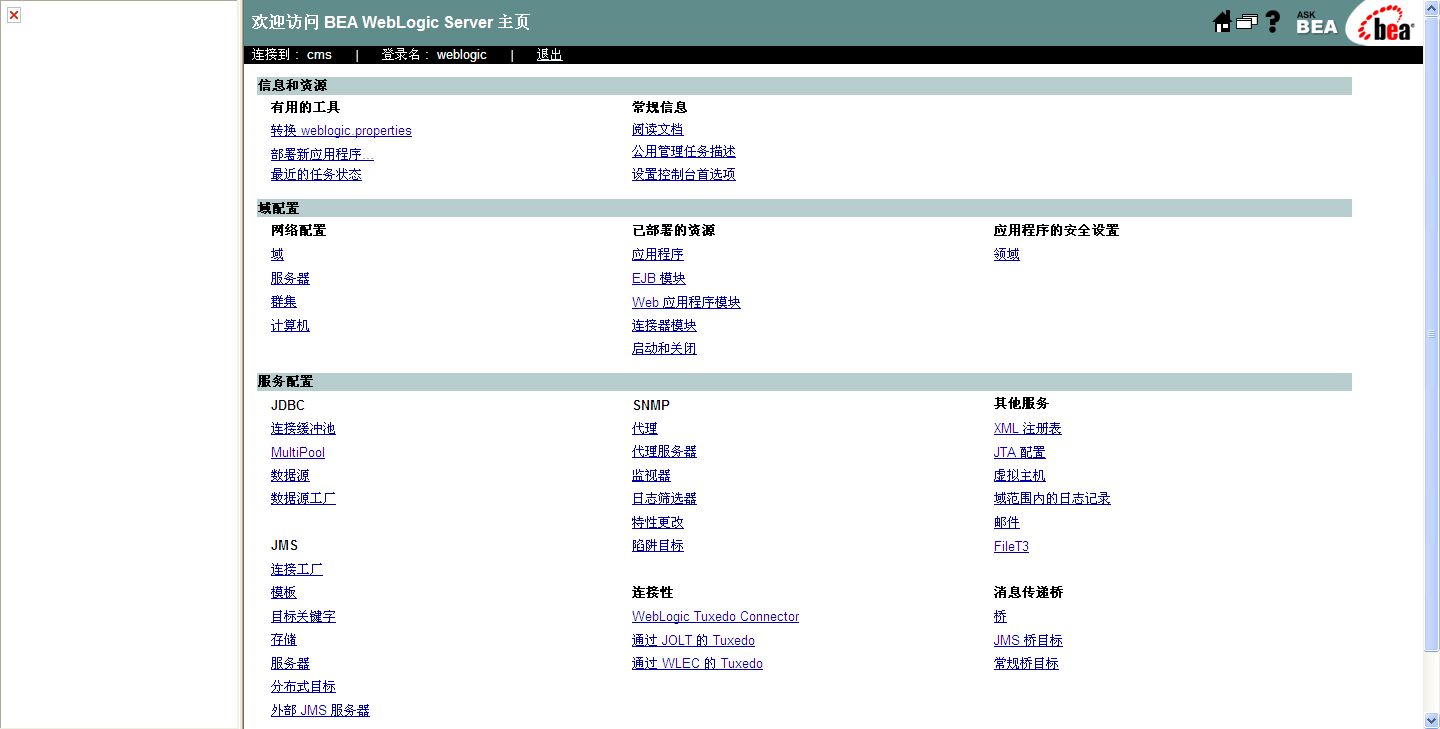 欢迎访问 BEA WebLogic Server 主页
ASK BEA
bea
连接到： cms | 登录名： weblogic | 退出
信息和资源
有用的工具 常规信息
转换 weblogic.properties 阅读文档
部署新应用程序... 公用管理任务描述
最近的任务状态 设置控制台首选项
域配置
网络配置 已部署的资源 应用程序的安全设置
域 应用程序 领域
服务器 EJB 模块
群集 Web 应用程序模块
计算机 连接器模块
启动和关闭
服务配置
JDBC SNMP 其他服务
连接缓冲池 代理 XML 注册表
MultiPool 代理服务器 JTA 配置
数据源 监视器 虚拟主机
数据源工厂 日志筛选器 域范围内的日志记录
特性更改 邮件
JMS 陷阱目标 FileT3
连接工厂
模板 连接性 消息传递桥
目标关键字 WebLogic Tuxedo Connector 桥
存储 通过 JOLT 的 Tuxedo JMS 桥目标
服务器 通过 WLEC 的 Tuxedo 常规桥目标
分布式目标
外部 JMS 服务器